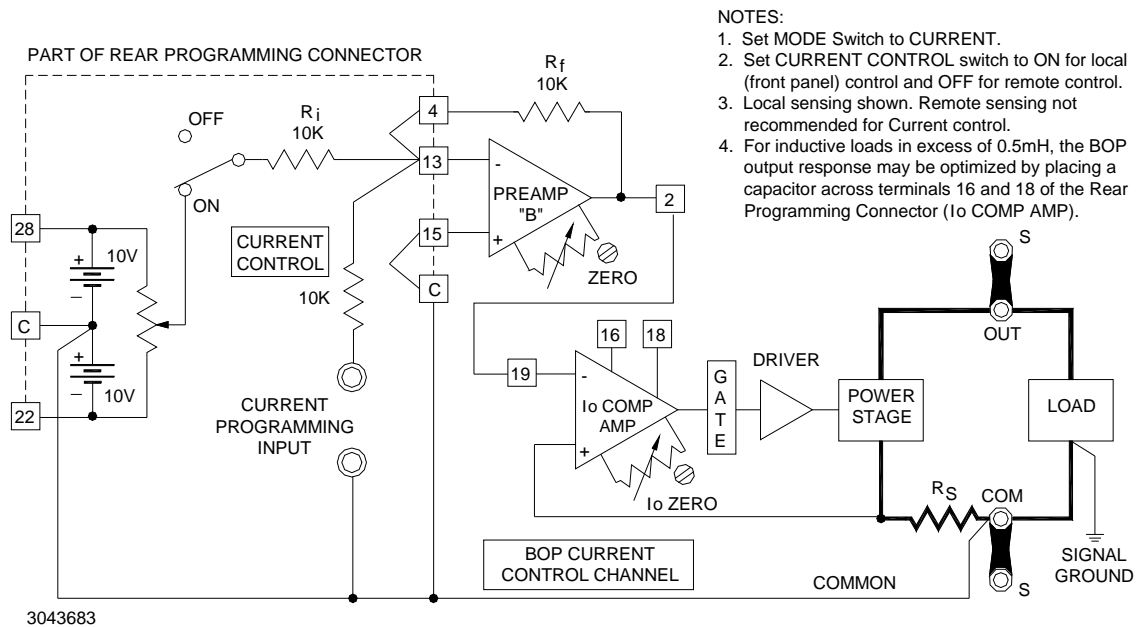 NOTES:
1. Set MODE Switch to CURRENT.
2. Set CURRENT CONTROL switch to ON for local
(front panel) control and OFF for remote control.
3. Local sensing shown. Remote sensing not
recommended for Current control.
4. For inductive loads in excess of 0.5mH, the BOP
output response may be optimized by placing a
capacitor across terminals 16 and 18 of the Rear
Programming Connector (Io COMP AMP).
PART OF REAR PROGRAMMING CONNECTOR
OFF
Ri
10K
4
Rf
10K
13
-
PREAMP
"B"
2
ON
28
+
10V
-
CURRENT
CONTROL
10K
15
+
ZERO
C
C
+
10V
-
22
CURRENT
PROGRAMMING
INPUT
16
18
19
-
Io COMP
AMP
+
Io ZERO
GATE
DRIVER
POWER
STAGE
S
OUT
LOAD
RS
COM
S
SIGNAL
GROUND
BOP CURRENT
CONTROL CHANNEL
COMMON
3043683